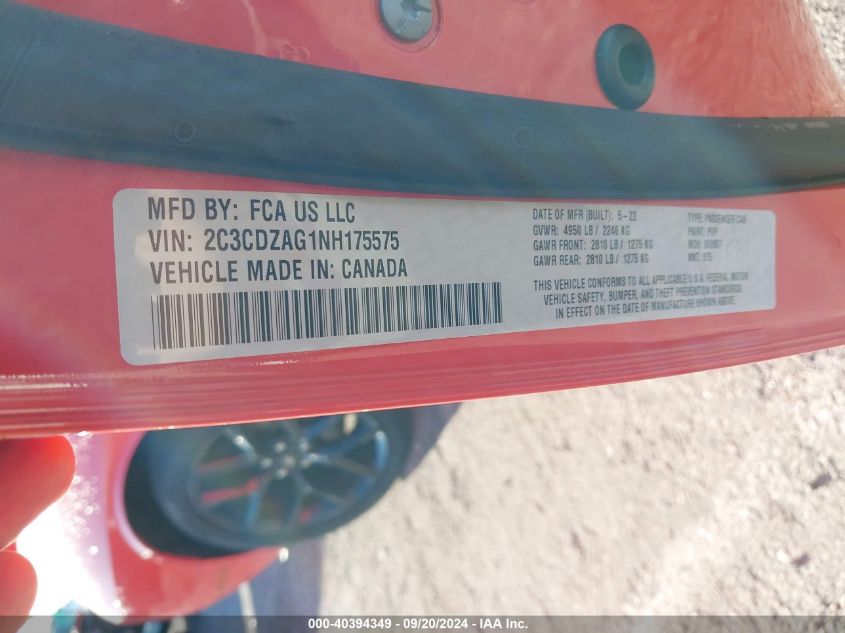 MFD BY: FCA US LLC
VIN: 2C3CDZAG1NH175575
VEHICLE MADE IN: CANADA
DATE OF MFR (BUILT): 5-22
GVWR: 4950 LB / 2246 KG
GAWR FRONT: 2810 LB / 1275 KG
GAWR REAR: 2810 LB / 1275 KG
TYPE: PASSENGER CAR
PAINT:
MDH:
THIS VEHICLE CONFORMS TO ALL APPLICABLE U.S.A. FEDERAL MOTOR
VEHICLE SAFETY, BUMPER, AND THEFT PREVENTION STANDARDS
IN EFFECT ON THE DATE OF MANUFACTURE SHOWN ABOVE.
000-40394349 - 09/20/2024 - IAA Inc.